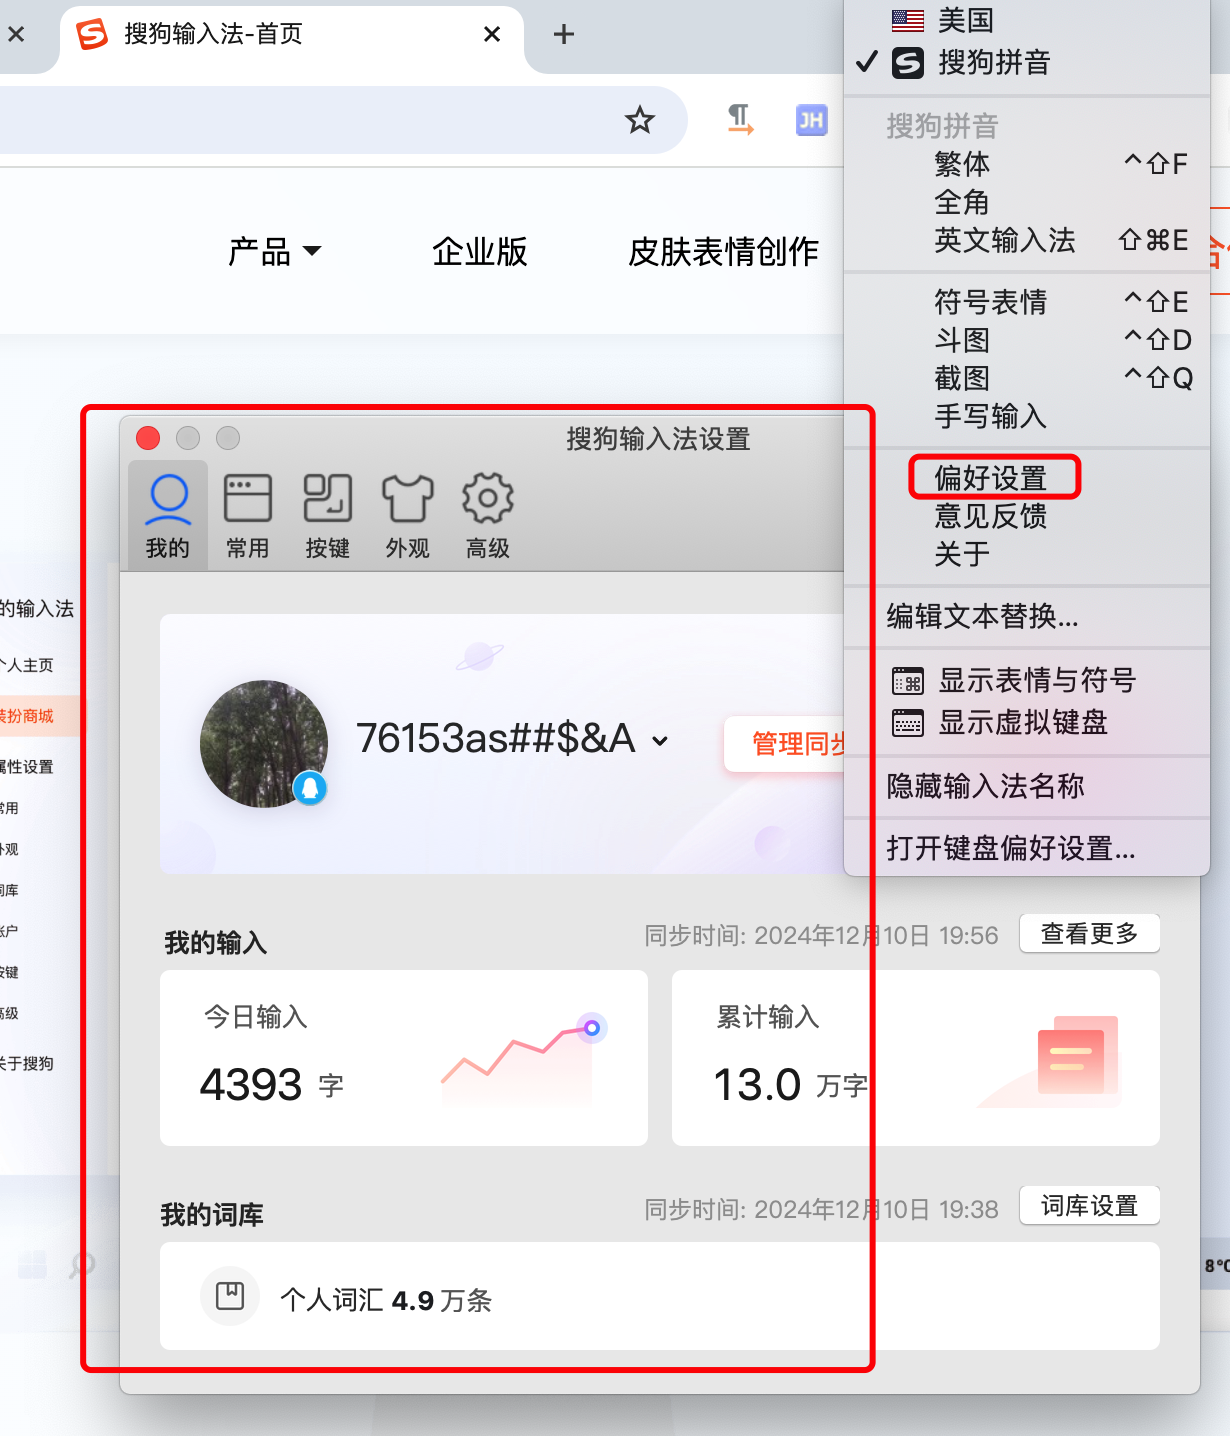 搜狗输入法-首页
JH
产品
企业版
皮肤表情创作
美国
搜狗拼音
搜狗拼音
繁体 ^⇧F
全角
英文输入法 ⇧⌘E
符号表情 ^⇧E
斗图 ^⇧D
截图 ^⇧Q
手写输入
偏好设置
意见反馈
关于
编辑文本替换...
显示表情与符号
显示虚拟键盘
隐藏输入法名称
打开键盘偏好设置...
的输入法
个人主页
装扮商城
属性设置
常用
外观
词库
账户
按键
高级
关于搜狗
搜狗输入法设置
我的
常用
按键
外观
高级
76153as##$&A
管理同步
我的输入
同步时间: 2024年12月10日 19:56
查看更多
今日输入
4393 字
累计输入
13.0 万字
我的词库
同步时间: 2024年12月10日 19:38
词库设置
个人词汇 4.9 万条
8°C